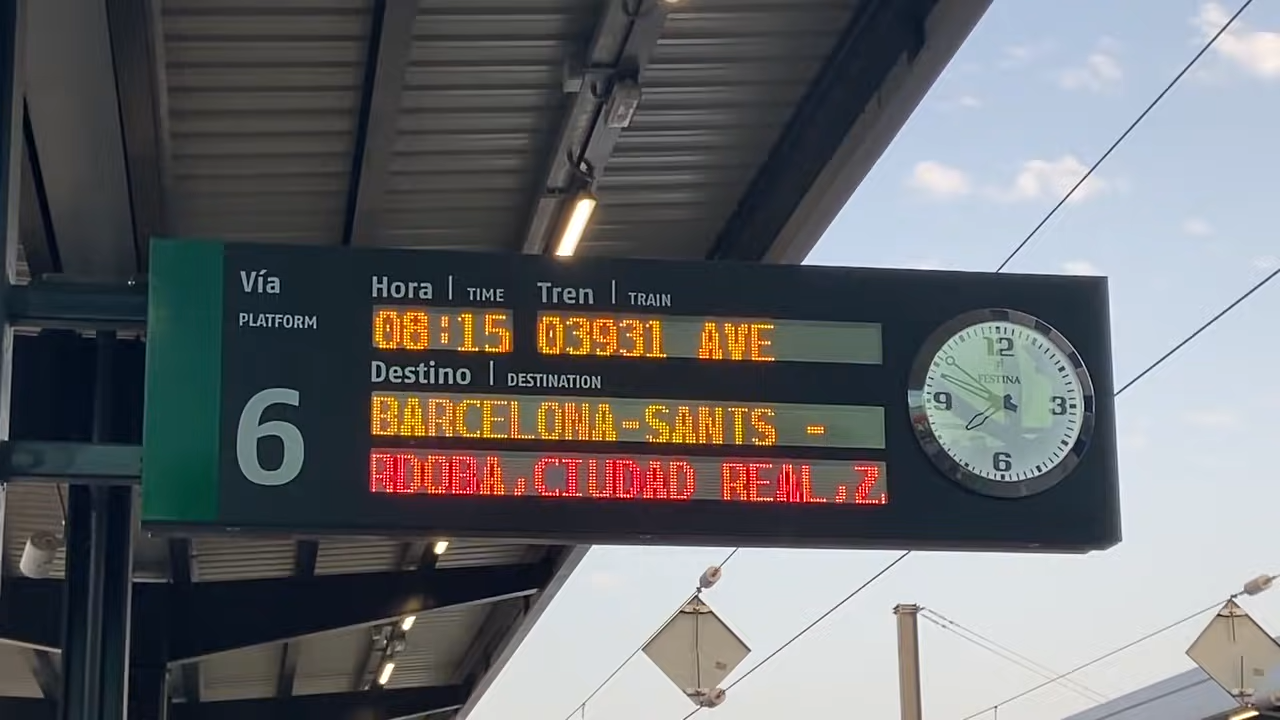 Vía
PLATFORM
6
Hora | TIME
08:15
Tren | TRAIN
03931 AVE
Destino | DESTINATION
BARCELONA-SANTS -
RDOBA,CIUDAD REAL,Z
12
FESTINA
9
3
6